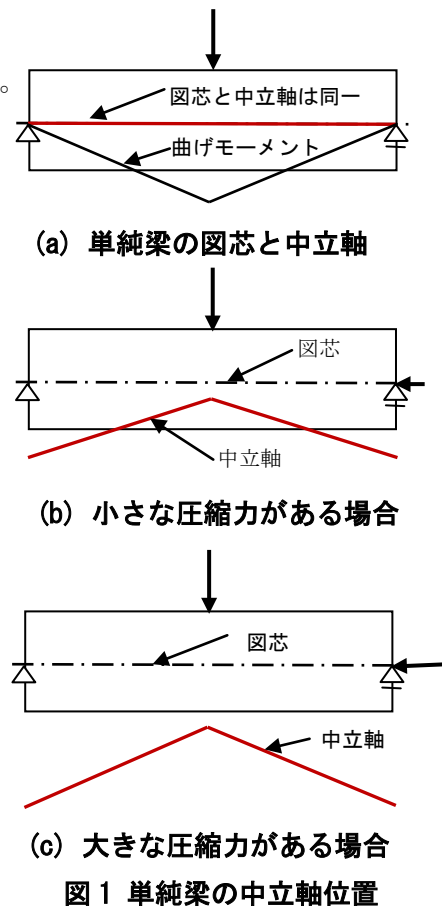 。
図芯と中立軸は同一
曲げモーメント
(a) 単純梁の図芯と中立軸
図芯
中立軸
(b) 小さな圧縮力がある場合
図芯
中立軸
(c) 大きな圧縮力がある場合
図1 単純梁の中立軸位置